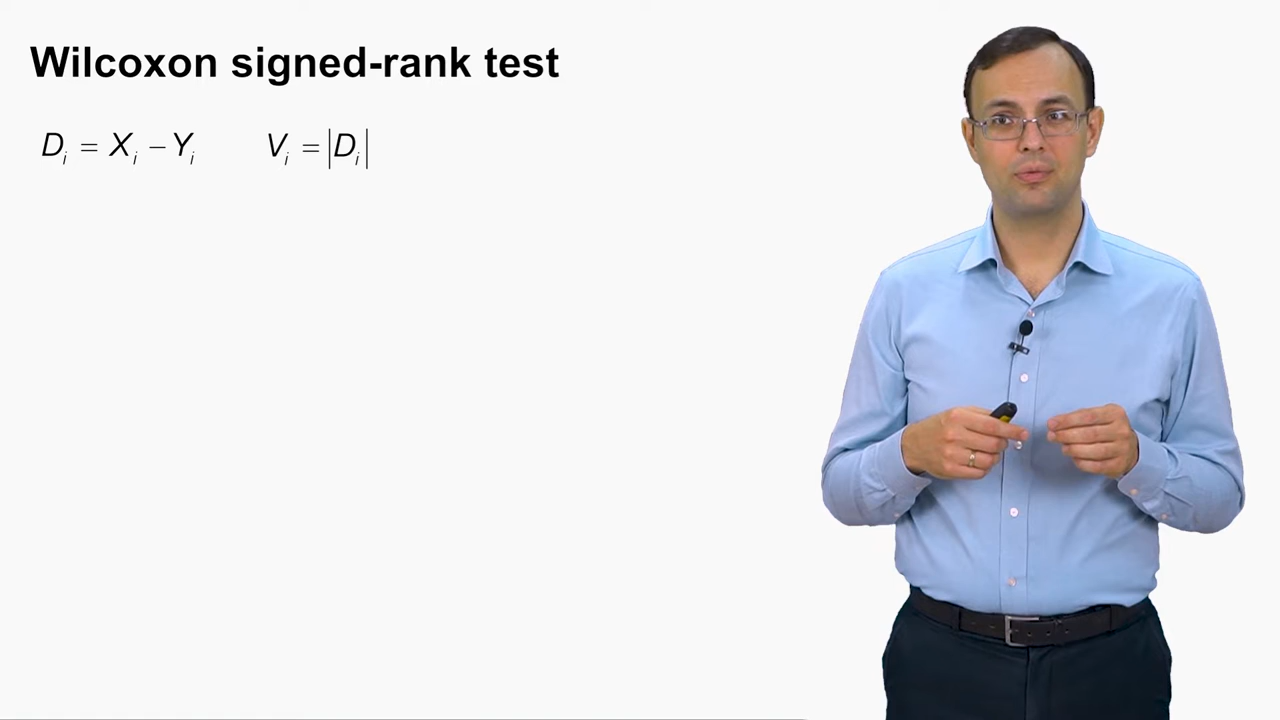 Wilcoxon signed-rank test
Dᵢ = Xᵢ − Yᵢ Vᵢ = |Dᵢ|